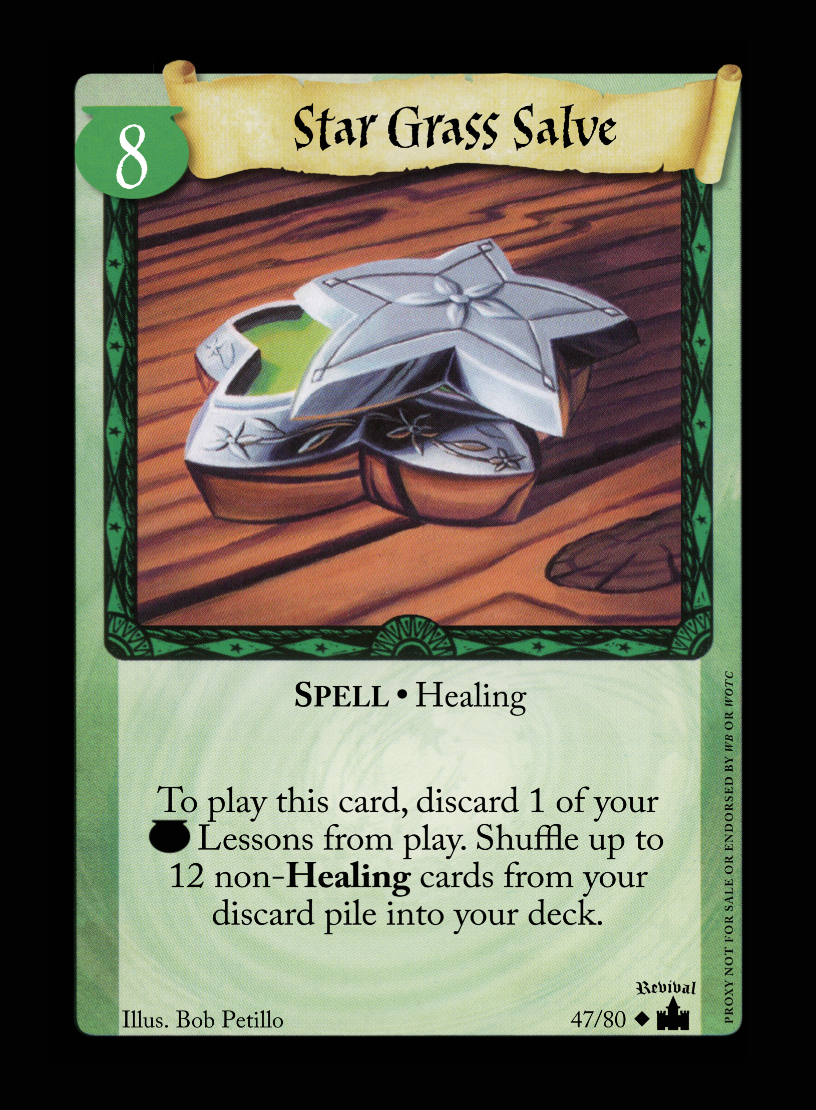 8
Star Grass Salve
SPELL • Healing
To play this card, discard 1 of your
Lessons from play. Shuffle up to
12 non-Healing cards from your
discard pile into your deck.
Illus. Bob Petillo
47/80
Revival
PROXY NOT FOR SALE OR ENDORSED BY WB OR WOTC